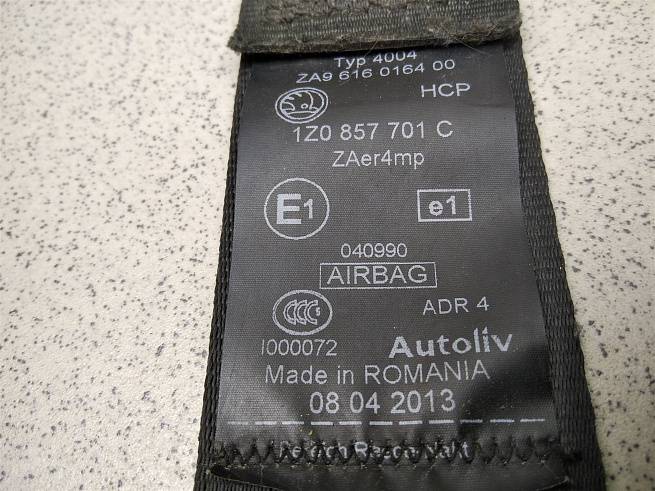 Typ 4004
ZA9 616 0164 00
HCP
1Z0 857 701 C
ZAer4mp
E1 e1
040990
AIRBAG
CCC S
ADR 4
I000072 Autoliv
Made in ROMANIA
08 04 2013